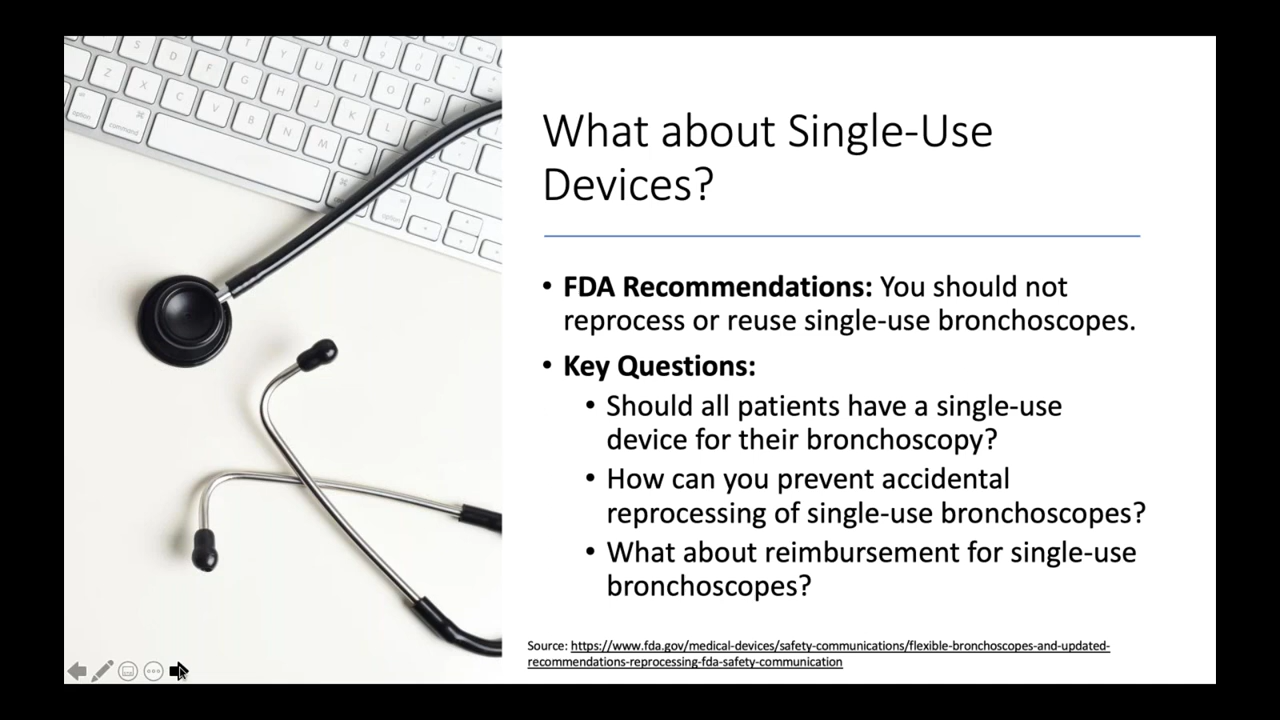 What about Single-Use
Devices?
• FDA Recommendations: You should not
reprocess or reuse single-use bronchoscopes.
• Key Questions:
• Should all patients have a single-use
device for their bronchoscopy?
• How can you prevent accidental
reprocessing of single-use bronchoscopes?
• What about reimbursement for single-use
bronchoscopes?
Source: https://www.fda.gov/medical-devices/safety-communications/flexible-bronchoscopes-and-updated-
recommendations-reprocessing-fda-safety-communication
S D F G H J K L
Z X C V B N M
option command
option